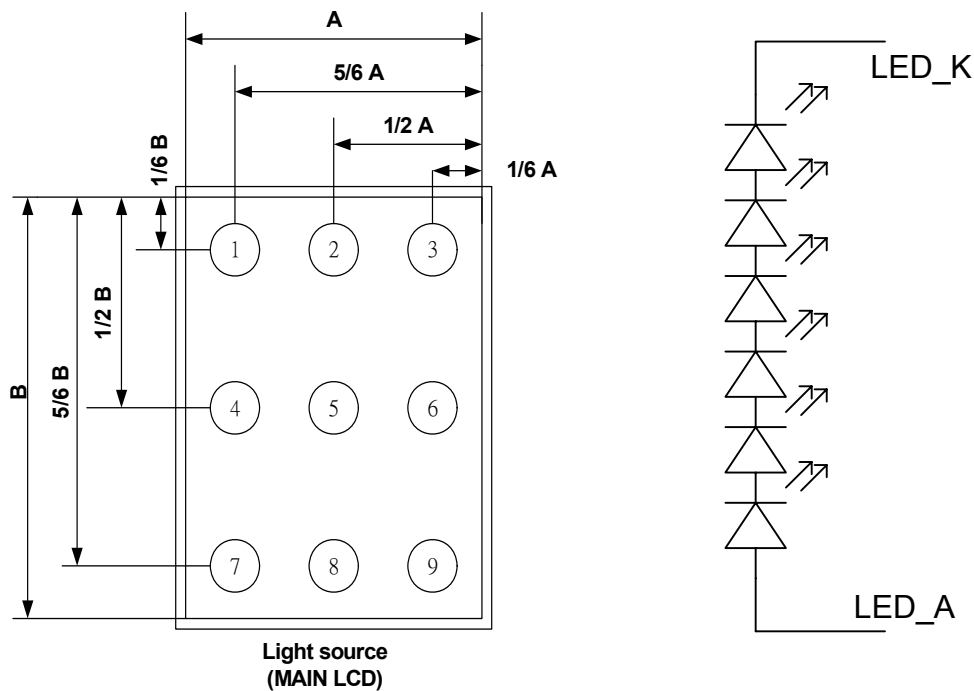 A
5/6 A
1/2 A
1/6 A
1/6 B
1/2 B
5/6 B
B
1 2 3
4 5 6
7 8 9
Light source
(MAIN LCD)
LED_K
LED_A